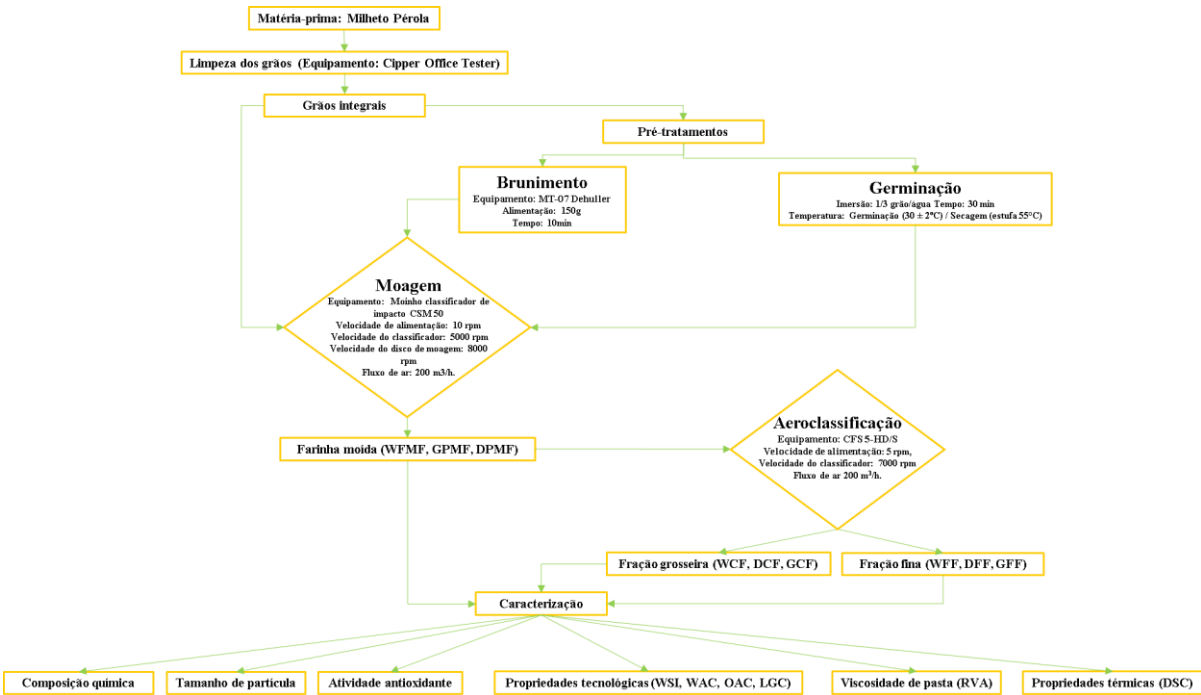 Matéria-prima: Milheto Pérola
Limpeza dos grãos (Equipamento: Cipper Office Tester)
Grãos integrais
Pré-tratamentos
Brunimento
Equipamento: MT-07 Dehuller
Alimentação: 150g
Tempo: 10min
Germinação
Imersão: 1/3 grão/água Tempo: 30 min
Temperatura: Germinação (30 ± 2°C) / Secagem (estufa 55°C)
Moagem
Equipamento: Moinho classificador de
impacto CSM 50
Velocidade de alimentação: 10 rpm
Velocidade do classificador: 5000 rpm
Velocidade do disco de moagem: 8000
rpm
Fluxo de ar: 200 m3/h.
Aeroclassificação
Equipamento: CFS 5-HD/S
Velocidade de alimentação: 5 rpm,
Velocidade do classificador: 7000 rpm
Fluxo de ar 200 m³/h.
Farinha moída (WFMF, GPMF, DPMF)
Fração grosseira (WCF, DCF, GCF)
Fração fina (WFF, DFF, GFF)
Caracterização
Composição química
Tamanho de partícula
Atividade antioxidante
Propriedades tecnológicas (WSI, WAC, OAC, LGC)
Viscosidade de pasta (RVA)
Propriedades térmicas (DSC)